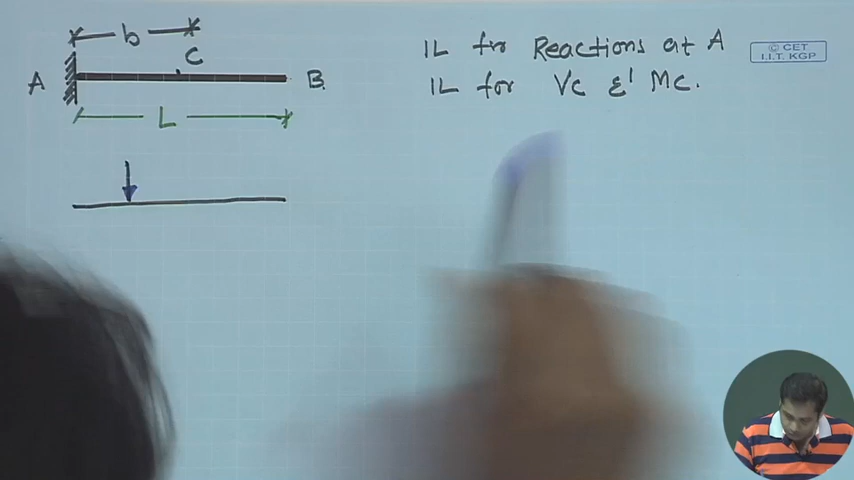 b
C
A
B.
L
IL for Reactions at A
IL for Vc & Mc.
© CET
I.I.T. KGP